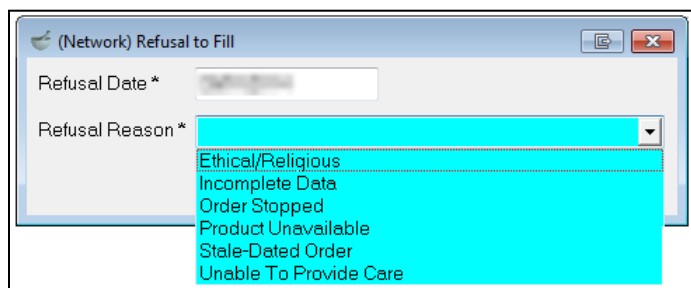 (Network) Refusal to Fill
Refusal Date *
Refusal Reason *
Ethical/Religious
Incomplete Data
Order Stopped
Product Unavailable
Stale-Dated Order
Unable To Provide Care